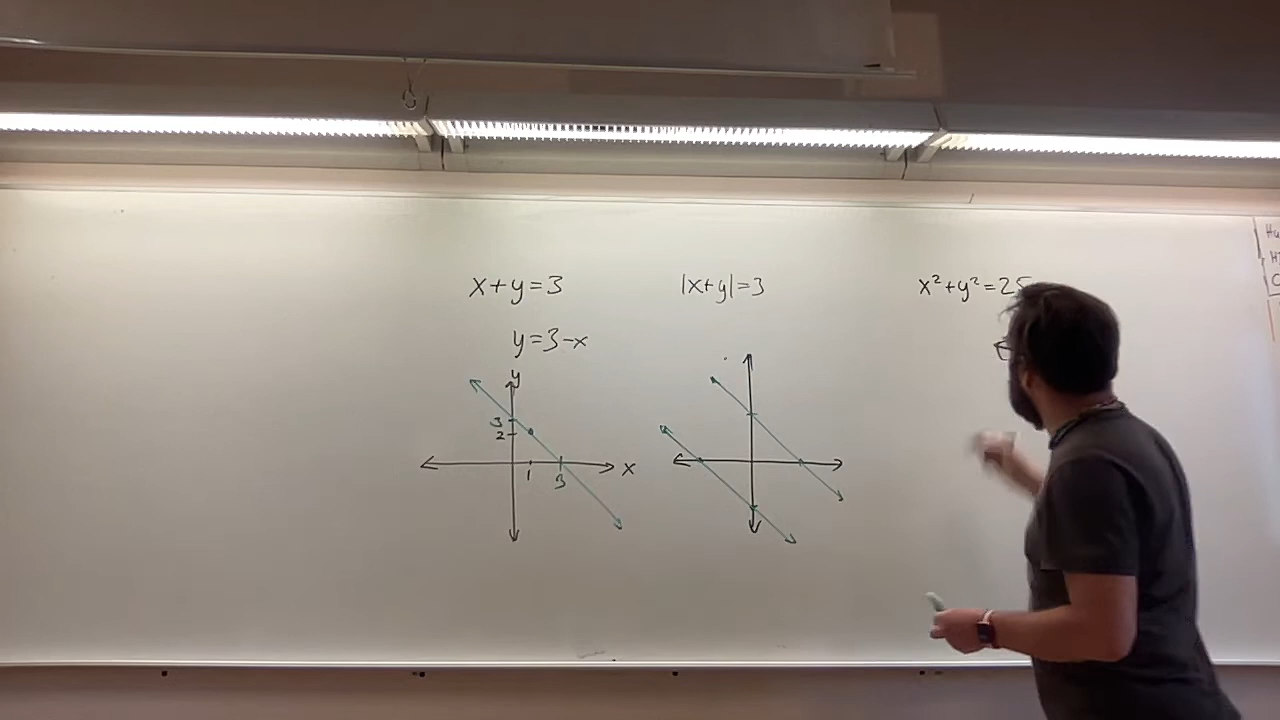 x+y=3
y=3-x
y
3
2
1
3
x
|x+y|=3
x²+y²=25